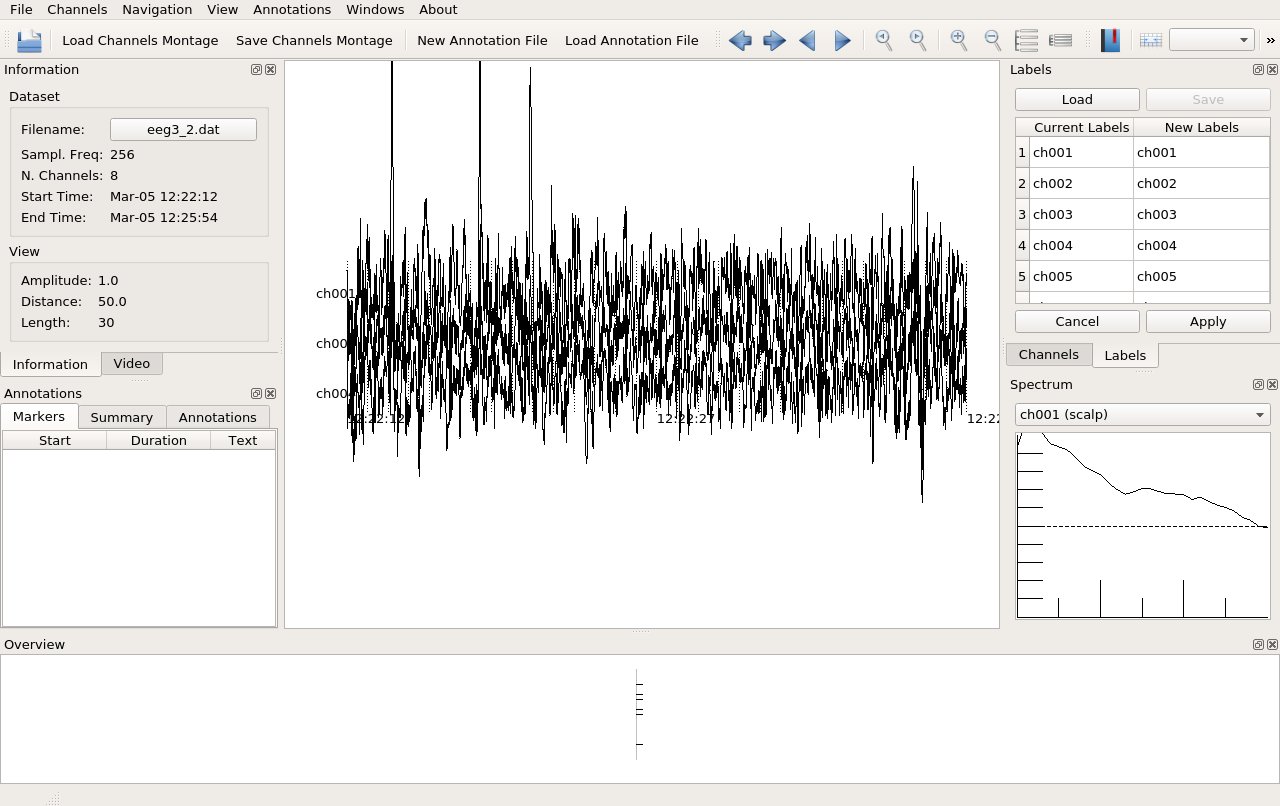 File Channels Navigation View Annotations Windows About
Load Channels Montage Save Channels Montage New Annotation File Load Annotation File »
Information
Dataset
Filename: eeg3_2.dat
Sampl. Freq: 256
N. Channels: 8
Start Time: Mar-05 12:22:12
End Time: Mar-05 12:25:54
View
Amplitude: 1.0
Distance: 50.0
Length: 30
Information Video
Annotations
Markers Summary Annotations
Start Duration Text
ch001
ch00
ch00
12:22:12 12:22:27 12:22
Labels
Load Save
Current Labels New Labels
1 ch001 ch001
2 ch002 ch002
3 ch003 ch003
4 ch004 ch004
5 ch005 ch005
Cancel Apply
Channels Labels
Spectrum
ch001 (scalp)
Overview